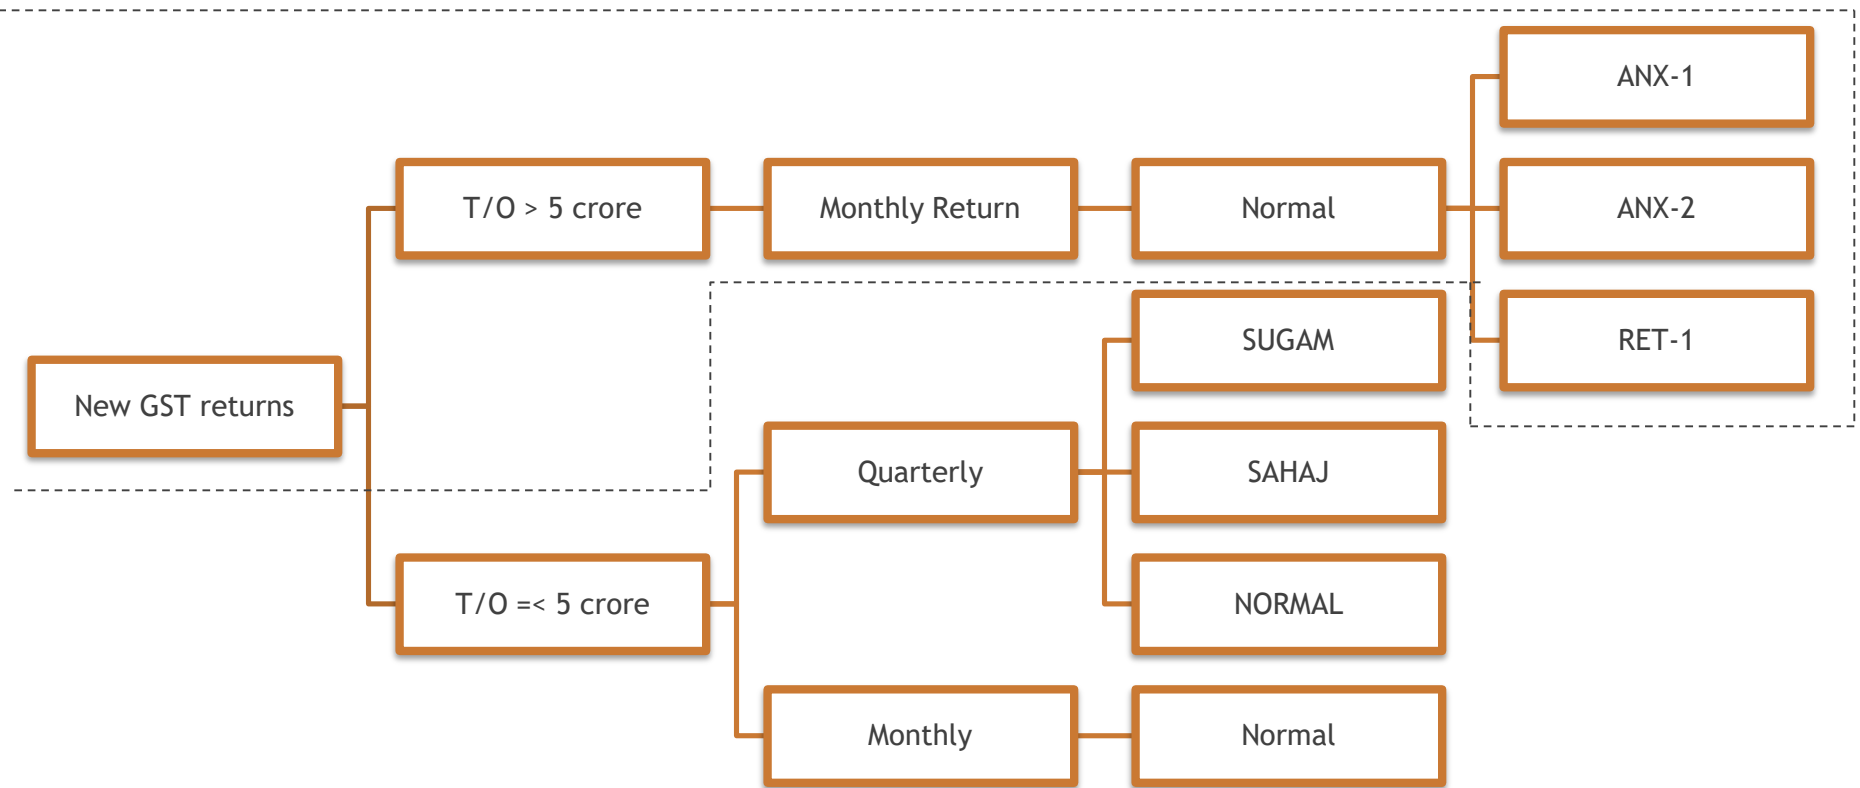 ANX-1
T/O > 5 crore
Monthly Return
Normal
ANX-2
SUGAM
RET-1
New GST returns
Quarterly
SAHAJ
T/O =< 5 crore
NORMAL
Monthly
Normal